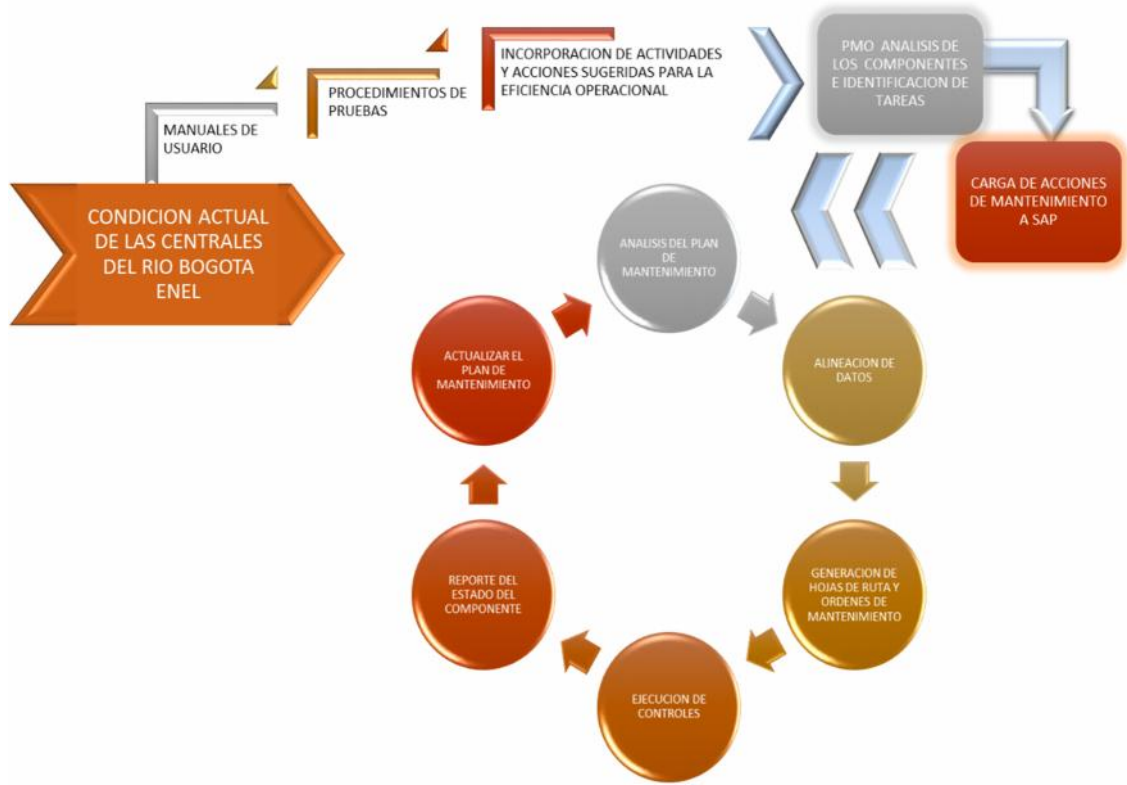 CONDICION ACTUAL
DE LAS CENTRALES
DEL RIO BOGOTA
ENEL
MANUALES DE
USUARIO
PROCEDIMIENTOS DE
PRUEBAS
INCORPORACION DE ACTIVIDADES
Y ACCIONES SUGERIDAS PARA LA
EFICIENCIA OPERACIONAL
PMO ANALISIS DE
LOS COMPONENTES
E IDENTIFICACION DE
TAREAS
CARGA DE ACCIONES
DE MANTENIMIENTO
A SAP
ANALISIS DEL PLAN
DE
MANTENIMIENTO
ALINEACION DE
DATOS
GENERACION DE
HOJAS DE RUTA Y
ORDENES DE
MANTENIMIENTO
EJECUCION DE
CONTROLES
REPORTE DEL
ESTADO DEL
COMPONENTE
ACTUALIZAR EL
PLAN DE
MANTENIMIENTO